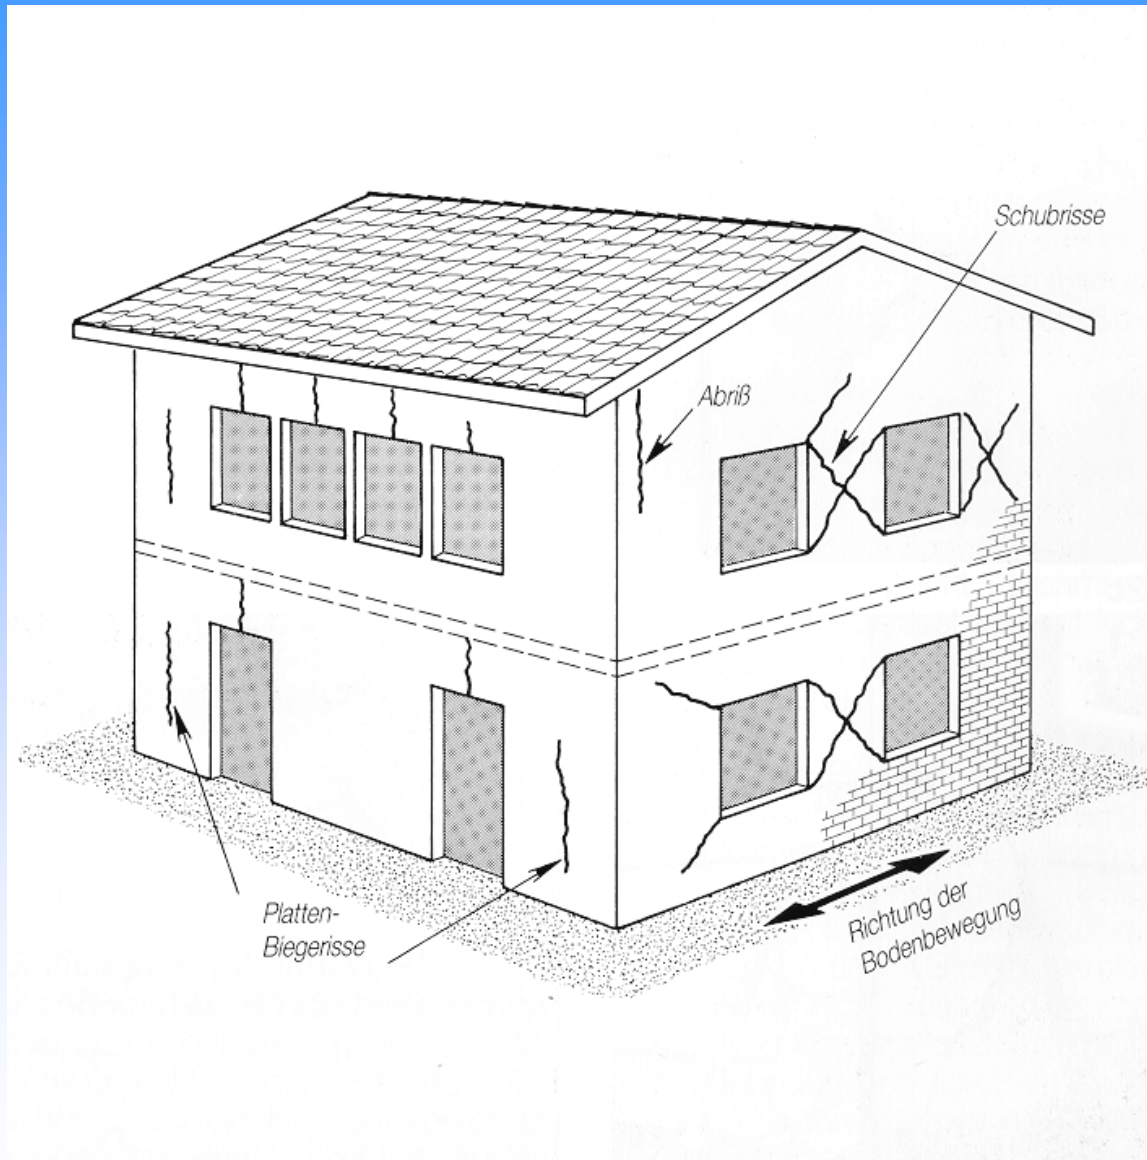 Schubrisse
Abriß
Platten-
Biegerisse
Richtung der
Bodenbewegung